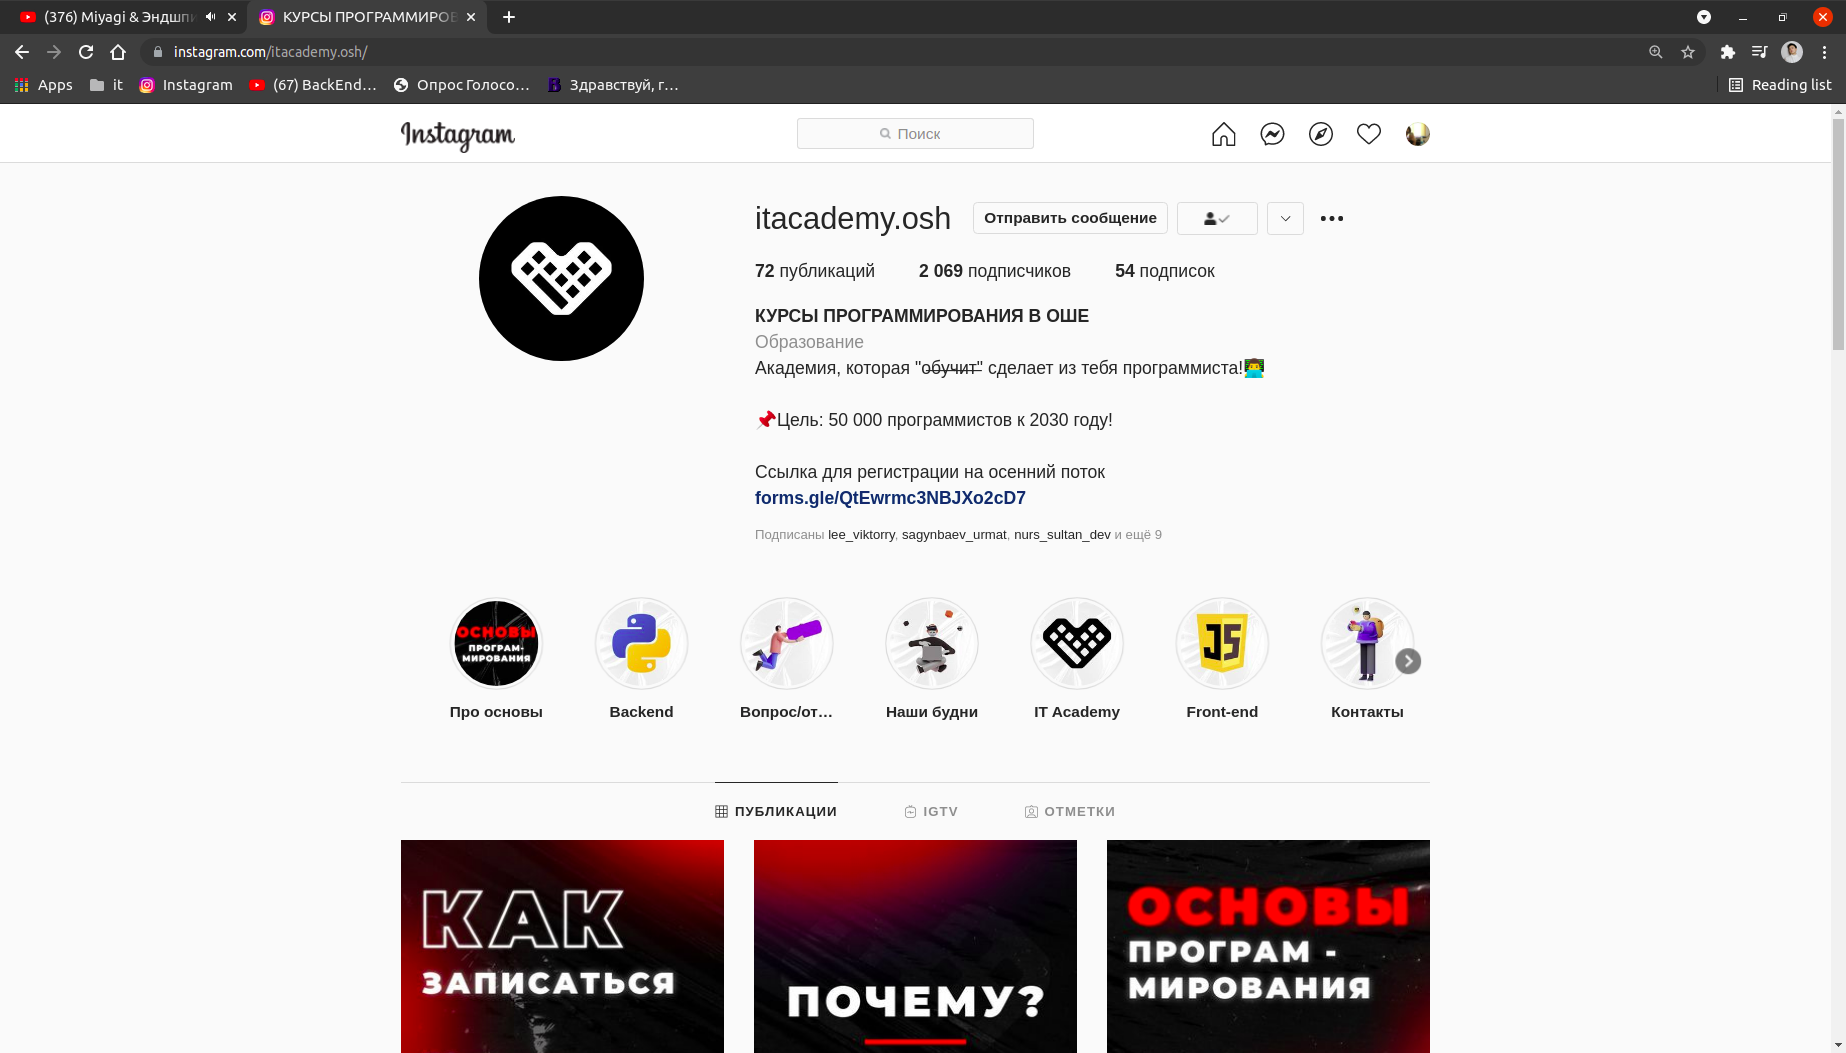 (376) Miyagi & Эндшпи
КУРСЫ ПРОГРАММИРОВ
instagram.com/itacademy.osh/
Apps
it
Instagram
(67) BackEnd...
Опрос Голосо...
Здравствуй, г...
Reading list
Instagram
Поиск
itacademy.osh
Отправить сообщение
72 публикаций 2 069 подписчиков 54 подписок
КУРСЫ ПРОГРАММИРОВАНИЯ В ОШЕ
Образование
Академия, которая "обучит" сделает из тебя программиста!👨‍💻
📌Цель: 50 000 программистов к 2030 году!
Ссылка для регистрации на осенний поток
forms.gle/QtEwrmc3NBJXo2cD7
Подписаны lee_viktorry, sagynbaev_urmat, nurs_sultan_dev и ещё 9
ОСНОВЫ
ПРОГРАМ-
МИРОВАНИЯ
JS
Про основы
Backend
Вопрос/от...
Наши будни
IT Academy
Front-end
Контакты
ПУБЛИКАЦИИ
IGTV
ОТМЕТКИ
КАК
ЗАПИСАТЬСЯ
ПОЧЕМУ?
ОСНОВЫ
ПРОГРАМ -
МИРОВАНИЯ